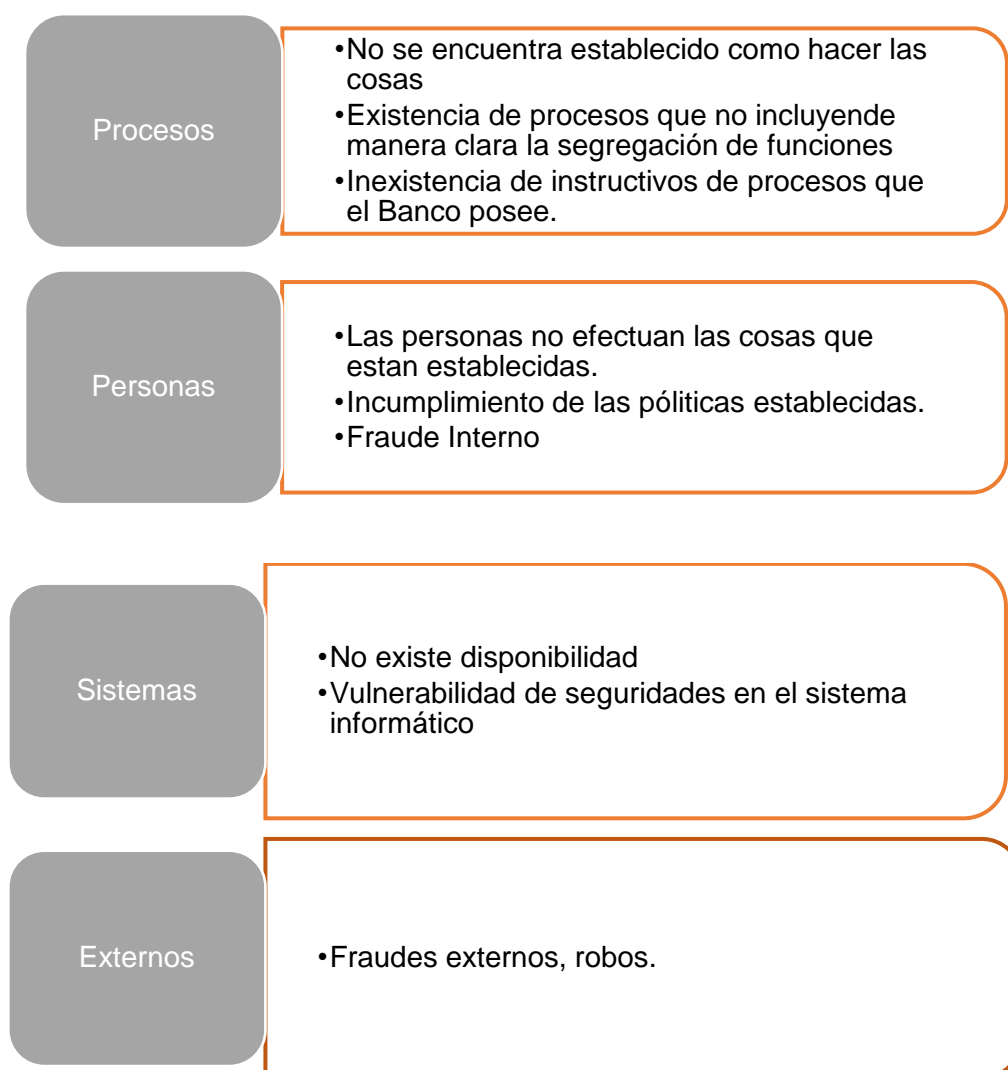 Procesos
•No se encuentra establecido como hacer las
cosas
•Existencia de procesos que no incluyende
manera clara la segregación de funciones
•Inexistencia de instructivos de procesos que
el Banco posee.
Personas
•Las personas no efectuan las cosas que
estan establecidas.
•Incumplimiento de las póliticas establecidas.
•Fraude Interno
Sistemas
•No existe disponibilidad
•Vulnerabilidad de seguridades en el sistema
informático
Externos
•Fraudes externos, robos.